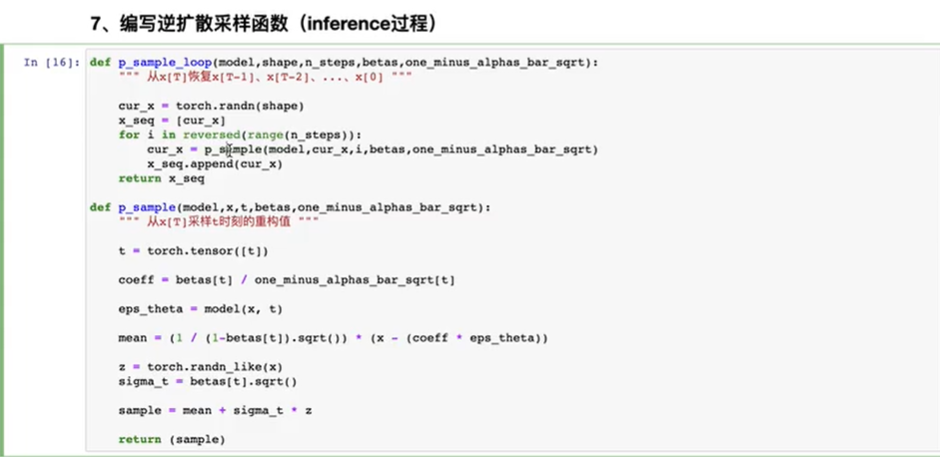 7、编写逆扩散采样函数（inference过程）
In [16]: def p_sample_loop(model,shape,n_steps,betas,one_minus_alphas_bar_sqrt):
""" 从x[T]恢复x[T-1]、x[T-2]、...、x[0] """
cur_x = torch.randn(shape)
x_seq = [cur_x]
for i in reversed(range(n_steps)):
cur_x = p_sample(model,cur_x,i,betas,one_minus_alphas_bar_sqrt)
x_seq.append(cur_x)
return x_seq
def p_sample(model,x,t,betas,one_minus_alphas_bar_sqrt):
""" 从x[T]采样t时刻的重构值 """
t = torch.tensor([t])
coeff = betas[t] / one_minus_alphas_bar_sqrt[t]
eps_theta = model(x, t)
mean = (1 / (1-betas[t]).sqrt()) * (x - (coeff * eps_theta))
z = torch.randn_like(x)
sigma_t = betas[t].sqrt()
sample = mean + sigma_t * z
return (sample)